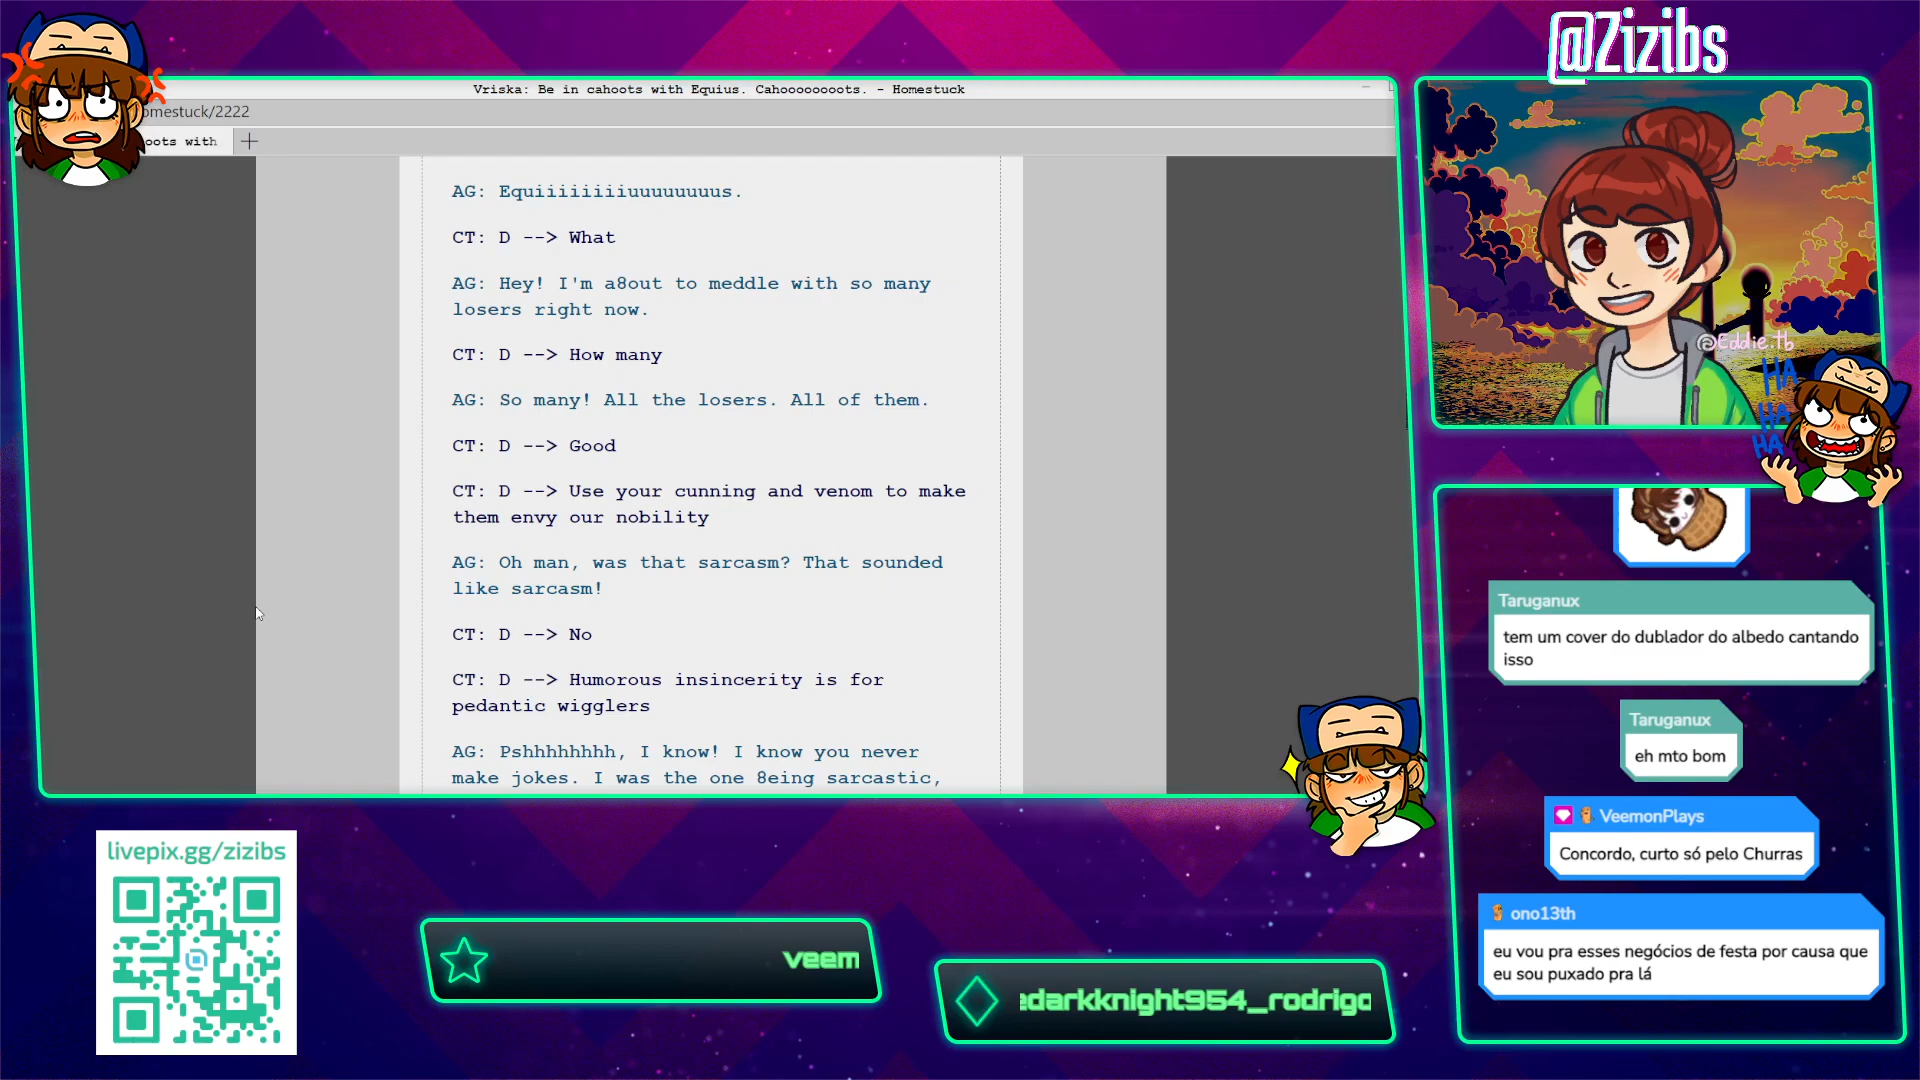 @Zizibs
Vriska: Be in cahoots with Equius. Cahoooooooots. - Homestuck
omestuck/2222
oots with
AG: Equiiiiiiiiuuuuuuuus.
CT: D --> What
AG: Hey! I'm a8out to meddle with so many
losers right now.
CT: D --> How many
AG: So many! All the losers. All of them.
CT: D --> Good
CT: D --> Use your cunning and venom to make
them envy our nobility
AG: Oh man, was that sarcasm? That sounded
like sarcasm!
CT: D --> No
CT: D --> Humorous insincerity is for
pedantic wigglers
AG: Pshhhhhhhh, I know! I know you never
make jokes. I was the one 8eing sarcastic,
@Eddie.tb
HA
HA
HA
Taruganux
tem um cover do dublador do albedo cantando
isso
Taruganux
eh mto bom
VeemonPlays
Concordo, curto só pelo Churras
ono13th
eu vou pra esses negócios de festa por causa que
eu sou puxado pra lá
livepix.gg/zizibs
veem
edarkknight954_rodrigo